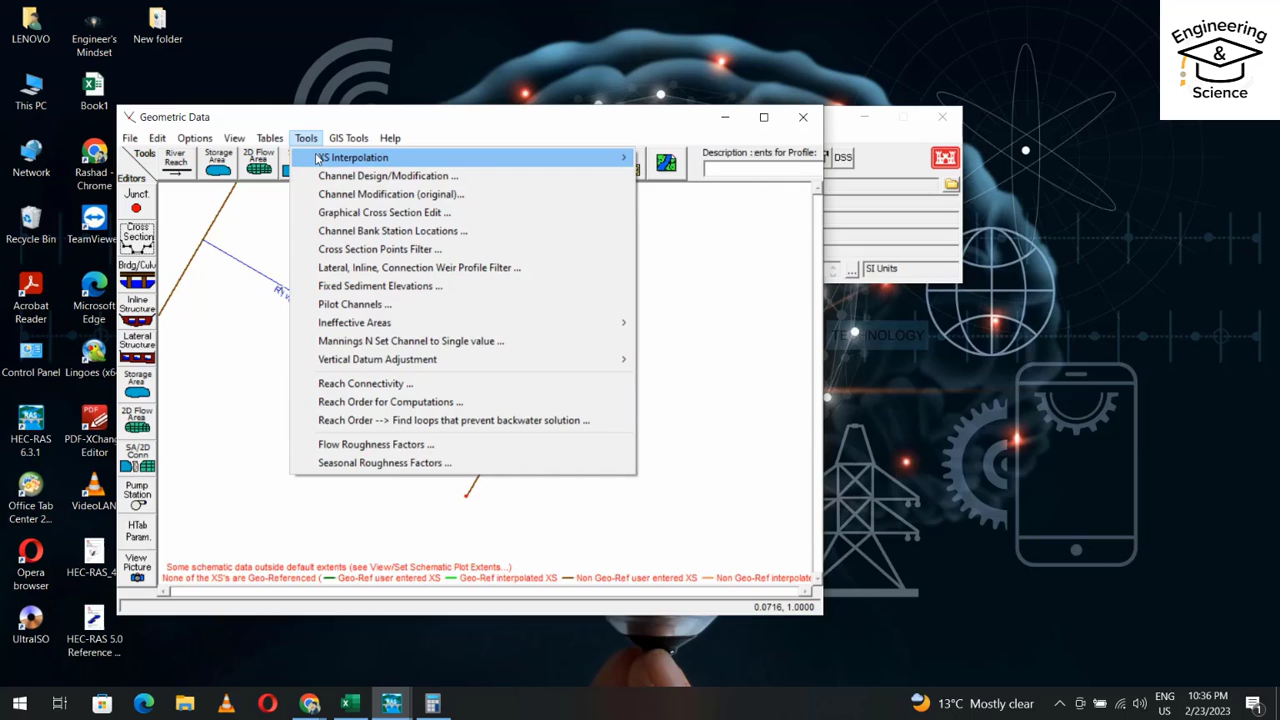 LENOVO
Engineer's
Mindset
New folder
This PC
Book1
Network
Rashad -
Chrome
Recycle Bin
TeamViewer
Acrobat
Reader
Microsoft
Edge
Control Panel
Lingoes (x6
HEC-RAS
6.3.1
PDF-XChan
Editor
Office Tab
Center 2...
VideoLAN
Opera
browser
HEC-RAS_4
UltraISO
HEC-RAS 5.0
Reference ...
Engineering
&
Science
Geometric Data
File Edit Options View Tables Tools GIS Tools Help
Tools
River
Reach
Storage
Area
2D Flow
Area
Description : ents for Profile:
DSS
Editors
Junct.
Cross
Section
Brdg/Culv
Inline
Structure
Lateral
Structure
Storage
Area
2D Flow
Area
SA/2D
Conn
Pump
Station
HTab
Param.
View
Picture
XS Interpolation
Channel Design/Modification ...
Channel Modification (original)...
Graphical Cross Section Edit ...
Channel Bank Station Locations ...
Cross Section Points Filter ...
Lateral, Inline, Connection Weir Profile Filter ...
Fixed Sediment Elevations ...
Pilot Channels ...
Ineffective Areas
Mannings N Set Channel to Single value ...
Vertical Datum Adjustment
Reach Connectivity ...
Reach Order for Computations ...
Reach Order --> Find loops that prevent backwater solution ...
Flow Roughness Factors ...
Seasonal Roughness Factors ...
... SI Units
Some schematic data outside default extents (see View/Set Schematic Plot Extents...)
None of the XS's are Geo-Referenced ( Geo-Ref user entered XS Geo-Ref interpolated XS Non Geo-Ref user entered XS Non Geo-Ref interpolate
0.0716, 1.0000
13°C Mostly clear
ENG
US
10:36 PM
2/23/2023